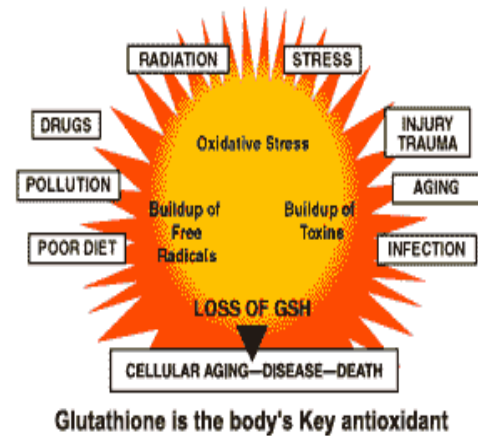 RADIATION
STRESS
DRUGS
INJURY
TRAUMA
Oxidative Stress
POLLUTION
AGING
Buildup of
Free
Radicals
Buildup of
Toxins
POOR DIET
INFECTION
LOSS OF GSH
CELLULAR AGING—DISEASE—DEATH
Glutathione is the body's Key antioxidant